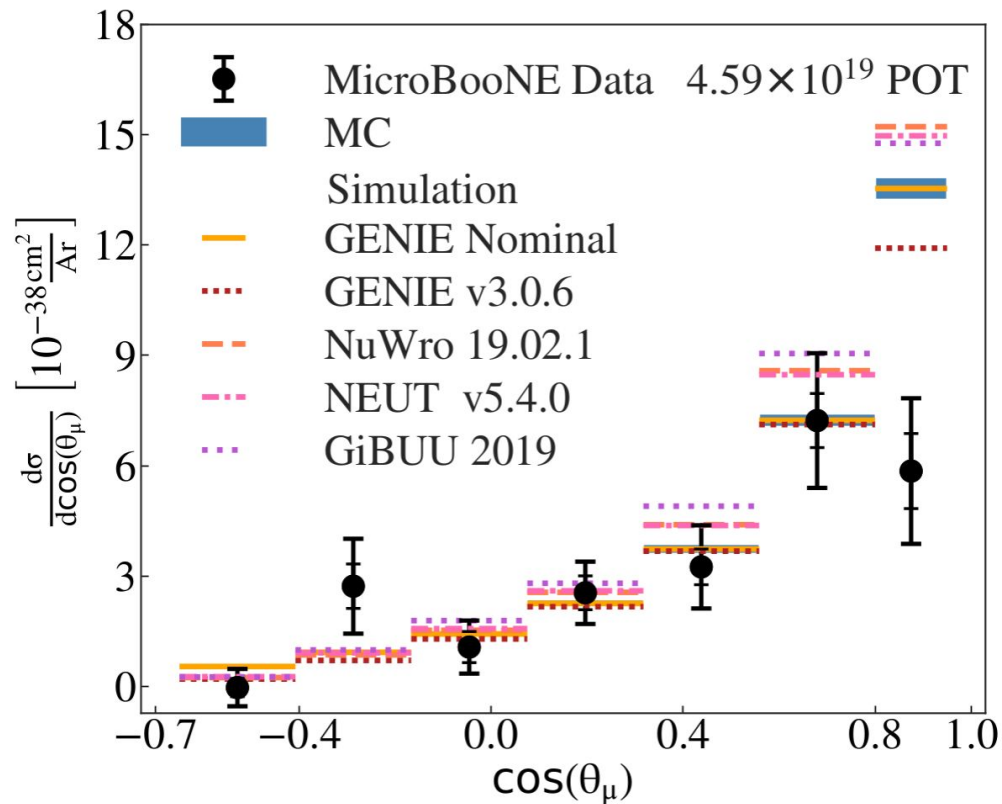 18
15
12
9
6
3
0
dσ/dcos(θμ) [10⁻³⁸ cm²/Ar]
MicroBooNE Data 4.59×10¹⁹ POT
MC
Simulation
GENIE Nominal
GENIE v3.0.6
NuWro 19.02.1
NEUT v5.4.0
GiBUU 2019
−0.7 −0.4 0.0 0.4 0.8 1.0
cos(θμ)